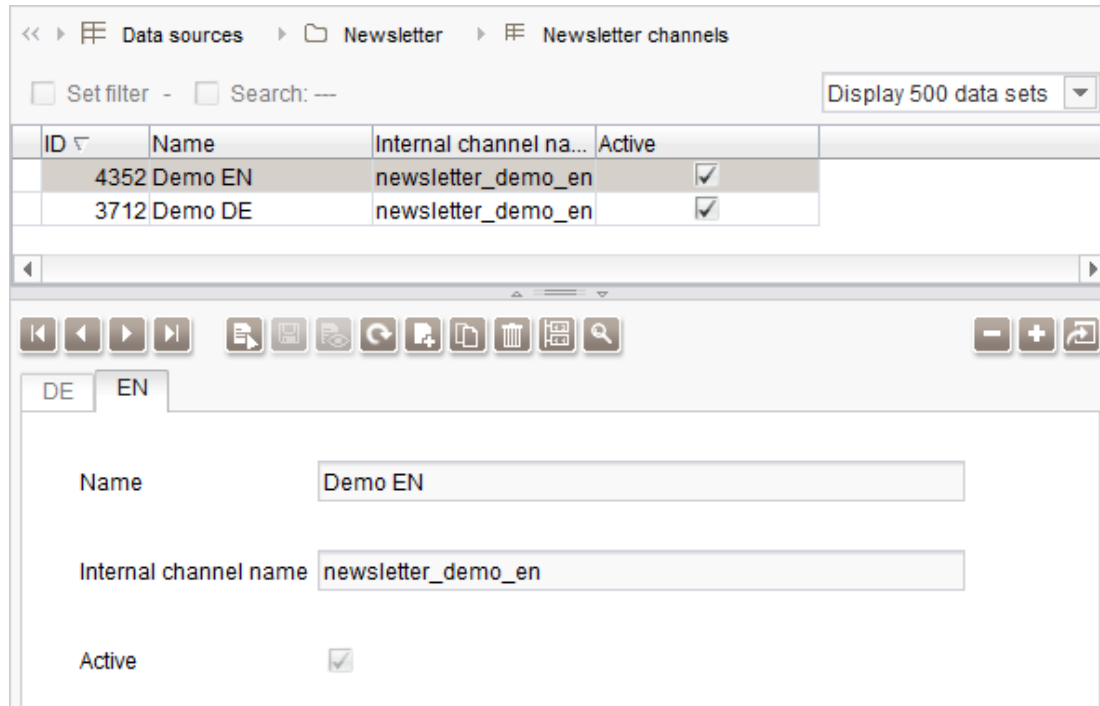 Data sources Newsletter Newsletter channels
Set filter - Search: ---
Display 500 data sets
ID Name Internal channel na... Active
4352 Demo EN newsletter_demo_en
3712 Demo DE newsletter_demo_en
DE EN
Name Demo EN
Internal channel name newsletter_demo_en
Active